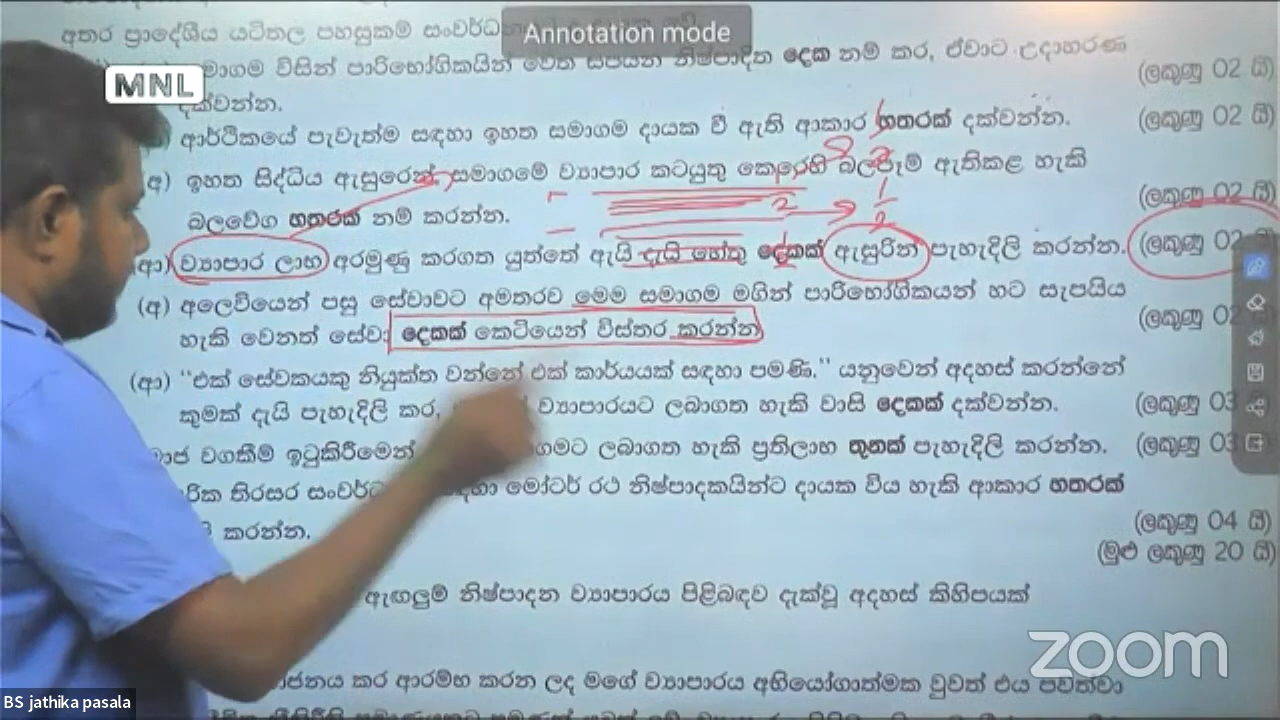 අතර ප්‍රාදේශීය යටිතල පහසුකම්
Annotation mode
MNL
සමාගම විසින් පාරිභෝගිකයින් වෙත සපයන නිෂ්පාදිත දෙක නම් කර, ඒවාට උදාහරණ
දක්වන්න. (ලකුණු 02 යි)
ආර්ථිකයේ පැවැත්ම සඳහා ඉහත සමාගම දායක වී ඇති ආකාර හතරක් දක්වන්න. (ලකුණු 02 යි)
(අ) ඉහත සිද්ධිය ඇසුරෙන්, සමාගමේ ව්‍යාපාර කටයුතු කෙරෙහි බලපෑම් ඇතිකළ හැකි
බලවේග හතරක් නම් කරන්න. (ලකුණු 02 යි)
(ආ) ව්‍යාපාර ලාභ අරමුණු කරගත යුත්තේ ඇයි දැයි හේතු දෙකක් ඇසුරින් පැහැදිලි කරන්න. (ලකුණු 02
(අ) අලෙවියෙන් පසු සේවාවට අමතරව මෙම සමාගම මගින් පාරිභෝගිකයන් හට සැපයිය
හැකි වෙනත් සේවා දෙකක් කෙටියෙන් විස්තර කරන්න (ලකුණු 02
(ආ) "එක් සේවකයකු නියුක්ත වන්නේ එක් කාර්යයක් සඳහා පමණි." යනුවෙන් අදහස් කරන්නේ
කුමක් දැයි පැහැදිලි කර, ව්‍යාපාරයට ලබාගත හැකි වාසි දෙකක් දක්වන්න. (ලකුණු 03
වගකීම් ඉටුකිරීමෙන් ලබාගත හැකි ප්‍රතිලාභ තුනක් පැහැදිලි කරන්න. (ලකුණු 03
තිරසර මෝටර් රථ නිෂ්පාදකයින්ට දායක විය හැකි ආකාර හතරක්
කරන්න. (ලකුණු 04 යි)
(මුළු ලකුණු 20 යි)
ඇඟලුම් නිෂ්පාදන ව්‍යාපාරය පිළිබඳව දැක්වූ අදහස් කිහිපයක්
zoom
කර ආරම්භ කරන ලද මගේ ව්‍යාපාරය අභියෝගාත්මක වුවත් එය පවත්වා
BS jathika pasala